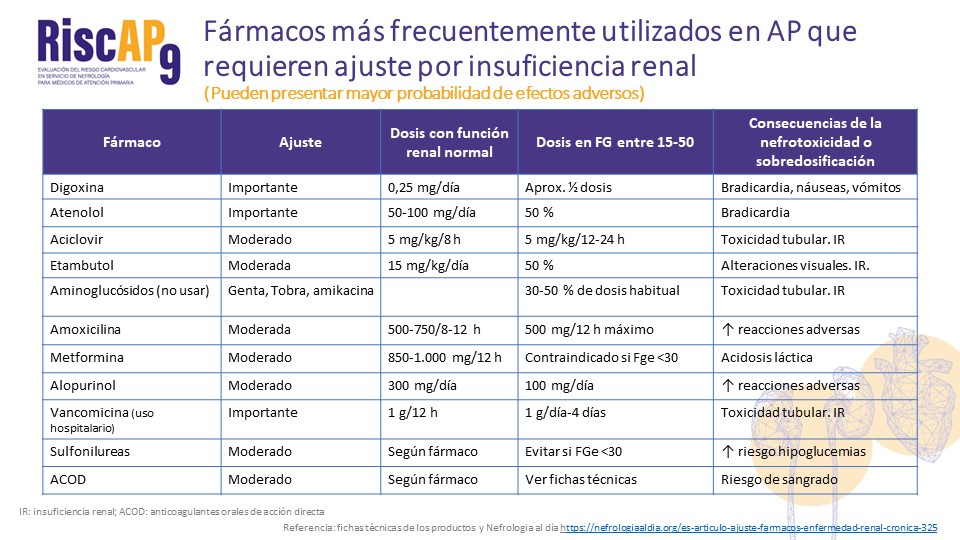 RiscAP9
EVALUACIÓN DEL RIESGO CARDIOVASCULAR
EN SERVICIO DE NEFROLOGÍA
PARA MÉDICOS DE ATENCIÓN PRIMARIA
Fármacos más frecuentemente utilizados en AP que
requieren ajuste por insuficiencia renal
(Pueden presentar mayor probabilidad de efectos adversos)
Fármaco Ajuste Dosis con función renal normal Dosis en FG entre 15-50 Consecuencias de la nefrotoxicidad o sobredosificación
Digoxina Importante 0,25 mg/día Aprox. ½ dosis Bradicardia, náuseas, vómitos
Atenolol Importante 50-100 mg/día 50 % Bradicardia
Aciclovir Moderado 5 mg/kg/8 h 5 mg/kg/12-24 h Toxicidad tubular. IR
Etambutol Moderada 15 mg/kg/día 50 % Alteraciones visuales. IR.
Aminoglucósidos (no usar) Genta, Tobra, amikacina 30-50 % de dosis habitual Toxicidad tubular. IR
Amoxicilina Moderada 500-750/8-12 h 500 mg/12 h máximo ↑ reacciones adversas
Metformina Moderado 850-1.000 mg/12 h Contraindicado si Fge <30 Acidosis láctica
Alopurinol Moderado 300 mg/día 100 mg/día ↑ reacciones adversas
Vancomicina (uso hospitalario) Importante 1 g/12 h 1 g/día-4 días Toxicidad tubular. IR
Sulfonilureas Moderado Según fármaco Evitar si FGe <30 ↑ riesgo hipoglucemias
ACOD Moderado Según fármaco Ver fichas técnicas Riesgo de sangrado
IR: insuficiencia renal; ACOD: anticoagulantes orales de acción directa
Referencia: fichas técnicas de los productos y Nefrologia al día https://nefrologiaaldia.org/es-articulo-ajuste-farmacos-enfermedad-renal-cronica-325